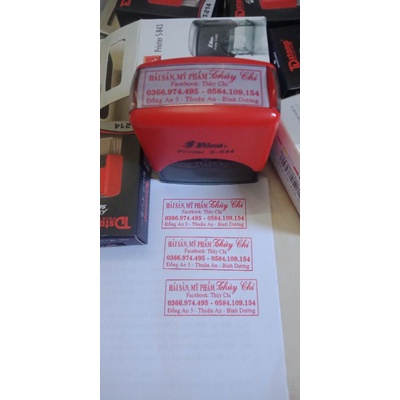 Printer S-843
HẢI SẢN, MỸ PHẨM Thùy Chi
Facebook: Thùy Chi
0366.974.495 - 0584.109.154
Đồng An 3 - Thuận An - Bình Dương
Shiny
Printer S-844
HẢI SẢN, MỸ PHẨM Thùy Chi
Facebook: Thùy Chi
0366.974.495 - 0584.109.154
Đồng An 3 - Thuận An - Bình Dương
HẢI SẢN, MỸ PHẨM Thùy Chi
Facebook: Thùy Chi
0366.974.495 - 0584.109.154
Đồng An 3 - Thuận An - Bình Dương
HẢI SẢN, MỸ PHẨM Thùy Chi
Facebook: Thùy Chi
0366.974.495 - 0584.109.154
Đồng An 3 - Thuận An - Bình Dương